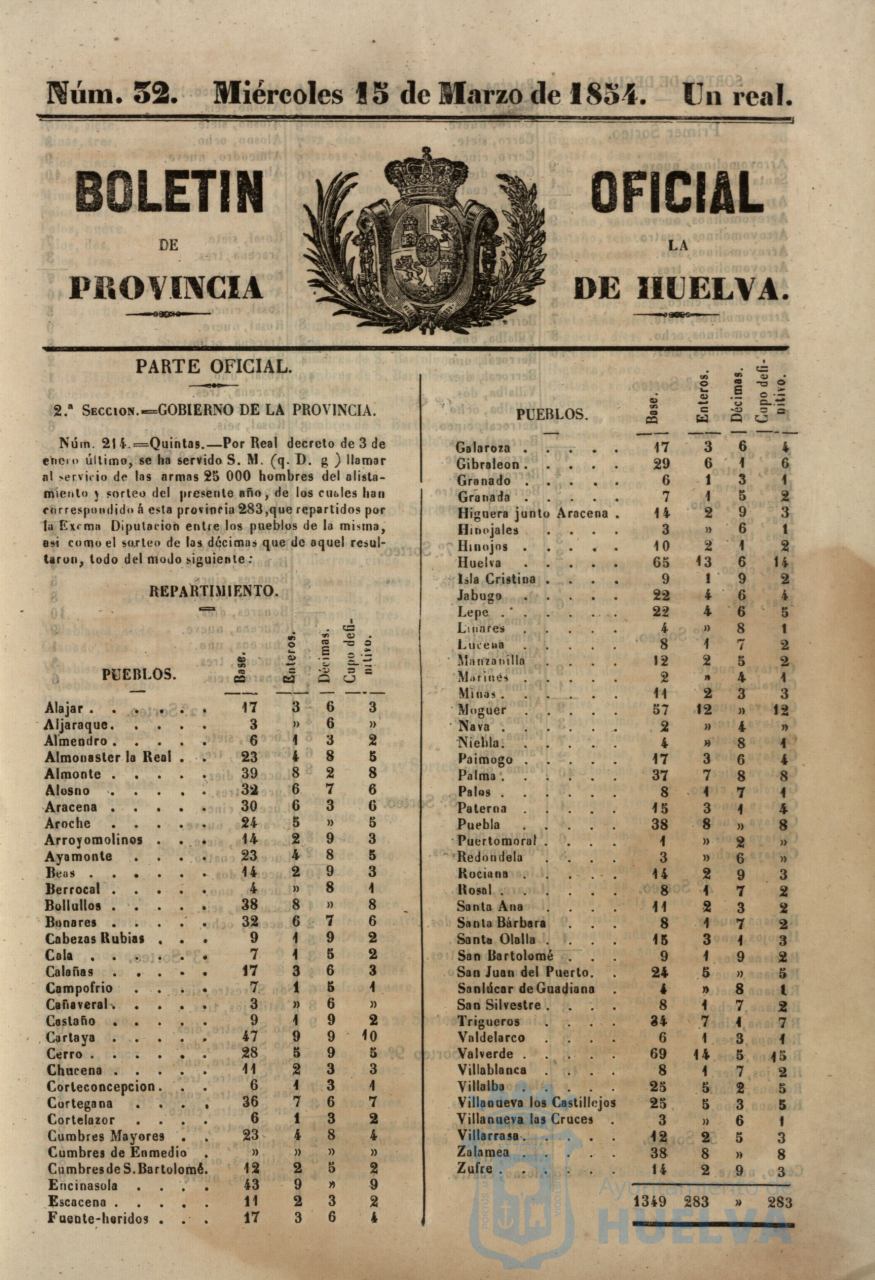 Núm. 32. Miércoles 15 de Marzo de 1854. Un real.
BOLETIN OFICIAL
DE LA
PROVINCIA DE HUELVA.
PARTE OFICIAL.
2.ª SECCION.=GOBIERNO DE LA PROVINCIA.
Núm. 214.=Quintas.—Por Real decreto de 3 de
enero último, se ha servido S. M. (q. D. g ) llamar
al servicio de las armas 25 000 hombres del alista-
miento y sorteo del presente año, de los cuales han
correspondido á esta provincia 283, que repartidos por
la Excma Diputacion entre los pueblos de la misma,
asi como el sorteo de las décimas que de aquel resul-
taron, todo del modo siguiente:
REPARTIMIENTO.
PUEBLOS. Base. Enteros. Décimas. Cupo defi-
nitivo.
Alajar . . . . . . 17 3 6 3
Aljaraque. . . . . 3 » 6 »
Almendro . . . . . 6 1 3 2
Almonaster la Real . . 23 4 8 5
Almonte . . . . . 39 8 2 8
Alosno . . . . . 32 6 7 6
Aracena . . . . . 30 6 3 6
Aroche . . . . . 24 5 » 5
Arroyomolinos . . . 14 2 9 3
Ayamonte . . . . 23 4 8 5
Beas . . . . . . 14 2 9 3
Berrocal . . . . . 4 » 8 1
Bollullos . . . . . 38 8 » 8
Bonares . . . . . 32 6 7 6
Cabezas Rubias . . . 9 1 9 2
Cala . . . . . . 7 1 5 2
Calañas . . . . . 17 3 6 3
Campofrio . . . . 7 1 5 1
Cañaveral. . . . . 3 » 6 »
Castaño . . . . . 9 1 9 2
Cartaya . . . . . 47 9 9 10
Cerro . . . . . . 28 5 9 5
Chucena . . . . . 11 2 3 3
Corteconcepcion. . . 6 1 3 1
Cortegana . . . . 36 7 6 7
Cortelazor . . . . 6 1 3 2
Cumbres Mayores . . 23 4 8 4
Cumbres de Enmedio . » » » »
Cumbres de S. Bartolomé. 12 2 5 2
Encinasola . . . . 43 9 » 9
Escacena . . . . . 11 2 3 2
Fuente-heridos . . . 17 3 6 4
PUEBLOS. Base. Enteros. Décimas. Cupo defi-
nitivo.
Galaroza . . . . . 17 3 6 4
Gibraleon . . . . . 29 6 1 6
Granado . . . . . 6 1 3 1
Granada . . . . . 7 1 5 2
Higuera junto Aracena . 14 2 9 3
Hinojales . . . . 3 » 6 1
Hinojos . . . . . 10 2 1 2
Huelva . . . . . 65 13 6 14
Isla Cristina . . . . 9 1 9 2
Jabugo . . . . . 22 4 6 4
Lepe . . . . . . 22 4 6 5
Linares . . . . . 4 » 8 1
Lucena . . . . . 8 1 7 2
Manzanilla . . . . 12 2 5 2
Marines . . . . . 2 » 4 1
Minas . . . . . . 11 2 3 3
Moguer . . . . . 57 12 » 12
Nava . . . . . . 2 » 4 »
Niebla. . . . . . 4 » 8 1
Paimogo . . . . . 17 3 6 4
Palma . . . . . . 37 7 8 8
Palos . . . . . . 8 1 7 1
Paterna . . . . . 15 3 1 4
Puebla . . . . . 38 8 » 8
Puertomoral . . . . 1 » 2 »
Redondela . . . . 3 » 6 »
Rociana . . . . . 14 2 9 3
Rosal . . . . . . 8 1 7 2
Santa Ana . . . . 11 2 3 2
Santa Bárbara . . . . 8 1 7 2
Santa Olalla . . . . 15 3 1 3
San Bartolomé . . . 9 1 9 2
San Juan del Puerto. . 24 5 » 5
Sanlúcar de Guadiana . 4 » 8 1
San Silvestre . . . . 8 1 7 2
Trigueros . . . . 34 7 1 7
Valdelarco . . . . 6 1 3 1
Valverde . . . . . 69 14 5 15
Villablanca . . . . 8 1 7 2
Villalba . . . . . 25 5 2 5
Villanueva los Castillejos 25 5 3 5
Villanueva las Cruces . 3 » 6 1
Villarrasa . . . . . 12 2 5 3
Zalamea . . . . . 38 8 » 8
Zufre . . . . . . 14 2 9 3
1349 283 » 283
Ayuntamiento
HUELVA